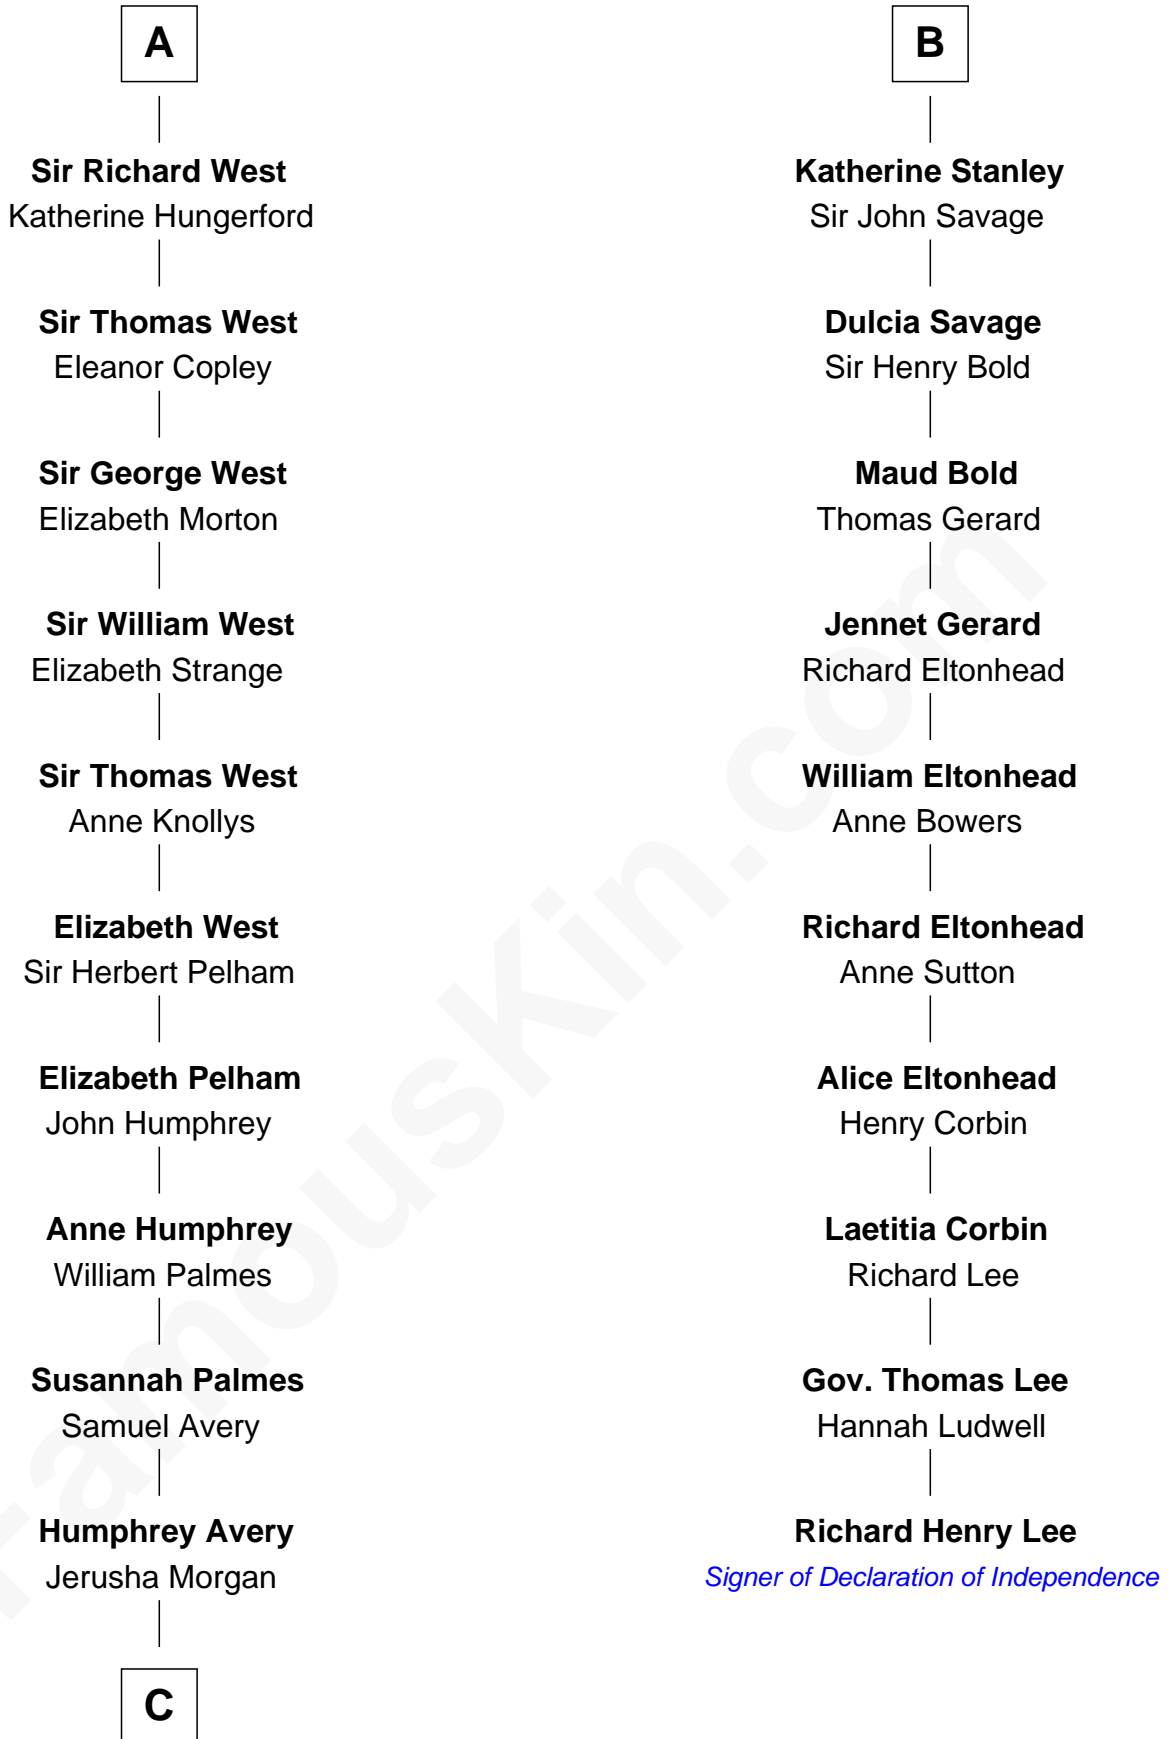 A
Sir Richard West
Katherine Hungerford
Sir Thomas West
Eleanor Copley
Sir George West
Elizabeth Morton
Sir William West
Elizabeth Strange
Sir Thomas West
Anne Knollys
Elizabeth West
Sir Herbert Pelham
Elizabeth Pelham
John Humphrey
Anne Humphrey
William Palmes
Susannah Palmes
Samuel Avery
Humphrey Avery
Jerusha Morgan
C
B
Katherine Stanley
Sir John Savage
Dulcia Savage
Sir Henry Bold
Maud Bold
Thomas Gerard
Jennet Gerard
Richard Eltonhead
William Eltonhead
Anne Bowers
Richard Eltonhead
Anne Sutton
Alice Eltonhead
Henry Corbin
Laetitia Corbin
Richard Lee
Gov. Thomas Lee
Hannah Ludwell
Richard Henry Lee
Signer of Declaration of Independence
FamousKin.com